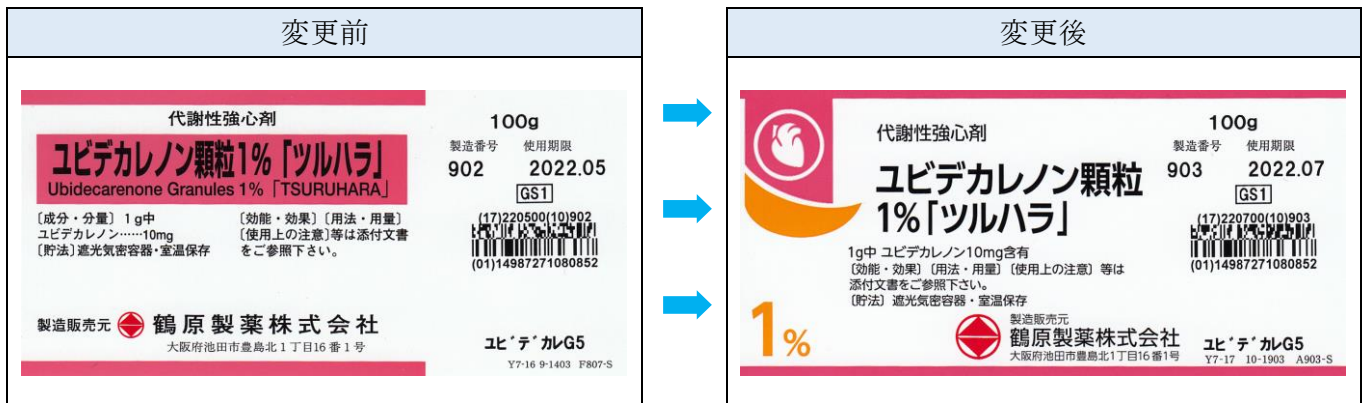 変更前
代謝性強心剤
ユビデカレノン顆粒1%「ツルハラ」
Ubidecarenone Granules 1%「TSURUHARA」
〔成分・分量〕1g中
ユビデカレノン……10mg
〔貯法〕遮光気密容器・室温保存
〔効能・効果〕〔用法・用量〕
〔使用上の注意〕等は添付文書
をご参照下さい。
製造販売元 鶴原製薬株式会社
大阪府池田市豊島北1丁目16番1号
100g
製造番号 使用期限
902 2022.05
GS1
(17)220500(10)902
(01)14987271080852
ユビデカレG5
Y7-16 9-1403 F807-S
変更後
代謝性強心剤
ユビデカレノン顆粒
1%「ツルハラ」
1g中 ユビデカレノン10mg含有
〔効能・効果〕〔用法・用量〕〔使用上の注意〕等は
添付文書をご参照下さい。
〔貯法〕遮光気密容器・室温保存
1%
製造販売元
鶴原製薬株式会社
大阪府池田市豊島北1丁目16番1号
100g
製造番号 使用期限
903 2022.07
GS1
(17)220700(10)903
(01)14987271080852
ユビデカレG5
Y7-17 10-1903 A903-S